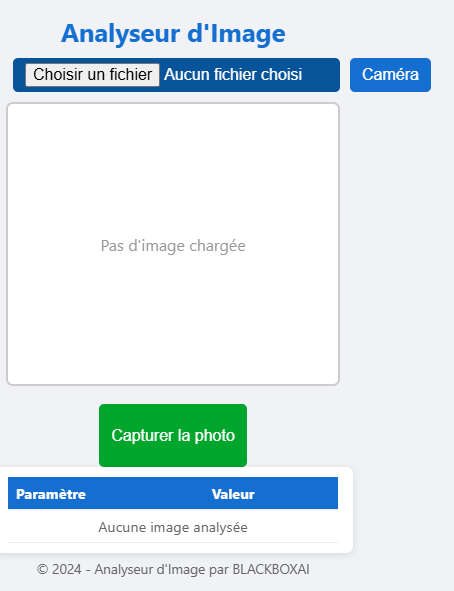 Analyseur d'Image
Choisir un fichier Aucun fichier choisi Caméra
Pas d'image chargée
Capturer la photo
Paramètre Valeur
Aucune image analysée
© 2024 - Analyseur d'Image par BLACKBOXAI